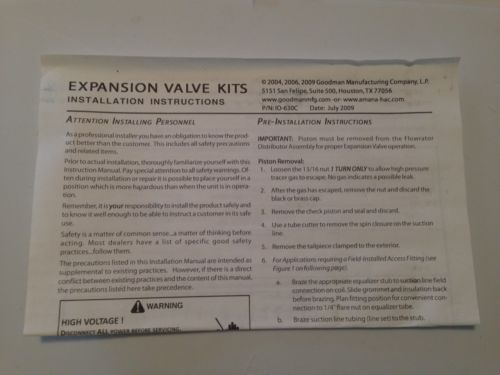 EXPANSION VALVE KITS
INSTALLATION INSTRUCTIONS
© 2004, 2006, 2009 Goodman Manufacturing Company, L.P.
5151 San Felipe, Suite 500, Houston, TX 77056
www.goodmanmfg.com -or- www.amana-hac.com
P/N: IO-630C Date: July 2009
ATTENTION INSTALLING PERSONNEL
As a professional installer you have an obligation to know the prod-
uct better than the customer. This includes all safety precautions
and related items.
Prior to actual installation, thoroughly familiarize yourself with this
Instruction Manual. Pay special attention to all safety warnings. Of-
ten during installation or repair it is possible to place yourself in a
position which is more hazardous than when the unit is in opera-
tion.
Remember, it is your responsibility to install the product safely and
to know it well enough to be able to instruct a customer in its safe
use.
Safety is a matter of common sense...a matter of thinking before
acting. Most dealers have a list of specific good safety
practices...follow them.
The precautions listed in this Installation Manual are intended as
supplemental to existing practices. However, if there is a direct
conflict between existing practices and the content of this manual,
the precautions listed here take precedence.
WARNING
HIGH VOLTAGE !
DISCONNECT ALL POWER BEFORE SERVICING.
PRE-INSTALLATION INSTRUCTIONS
IMPORTANT: Piston must be removed from the Flowrator
Distributor Assembly for proper Expansion Valve operation.
Piston Removal:
1. Loosen the 13/16 nut 1 TURN ONLY to allow high pressure
tracer gas to escape. No gas indicates a possible leak.
2. After the gas has escaped, remove the nut and discard the
black or brass cap.
3. Remove the check piston and seal and discard.
4. Use a tube cutter to remove the spin closure on the suction
line.
5. Remove the tailpiece clamped to the exterior.
6. For Applications requiring a Field-Installed Access Fitting (see
Figure 1 on following page).
a. Braze the appropriate equalizer stub to suction line field
connection on coil. Slide grommet and insulation back
before brazing. Plan fitting position for convenient con-
nection to 1/4" flare nut on equalizer tube.
b. Braze suction line tubing (line set) to the stub.